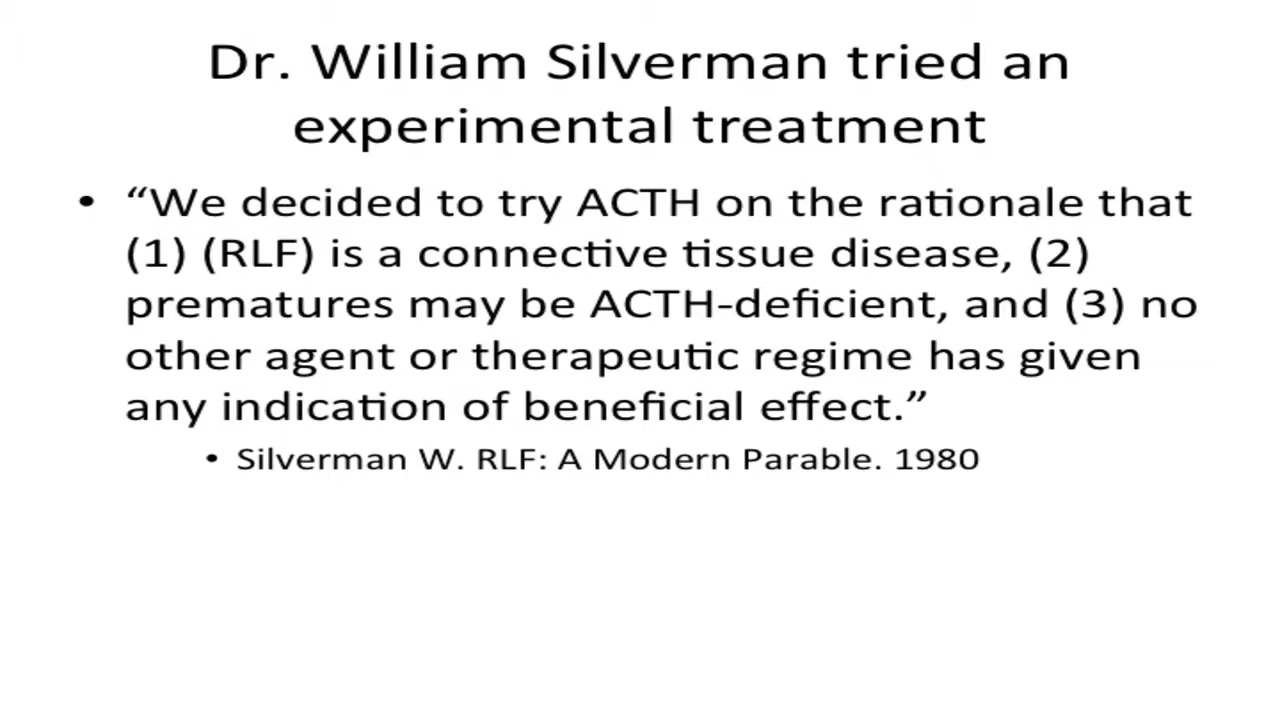 Dr. William Silverman tried an
experimental treatment
• “We decided to try ACTH on the rationale that
(1) (RLF) is a connective tissue disease, (2)
prematures may be ACTH-deficient, and (3) no
other agent or therapeutic regime has given
any indication of beneficial effect.”
• Silverman W. RLF: A Modern Parable. 1980